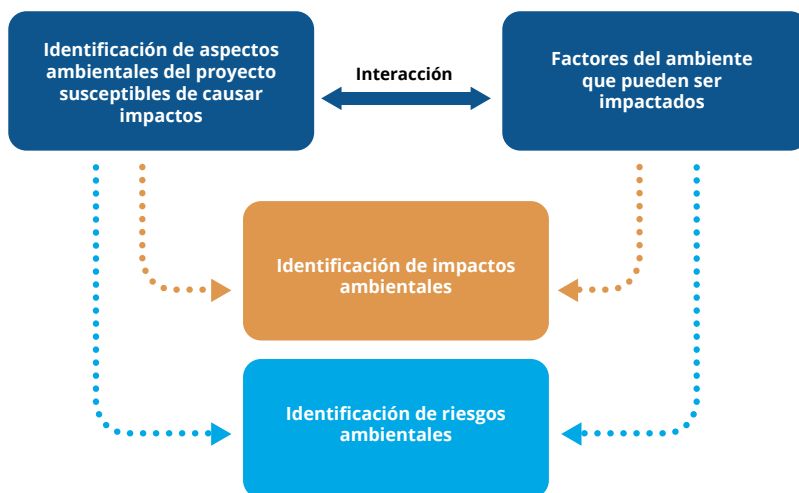 Identificación de aspectos
ambientales del proyecto
susceptibles de causar
impactos
Interacción
Factores del ambiente
que pueden ser
impactados
Identificación de impactos
ambientales
Identificación de riesgos
ambientales